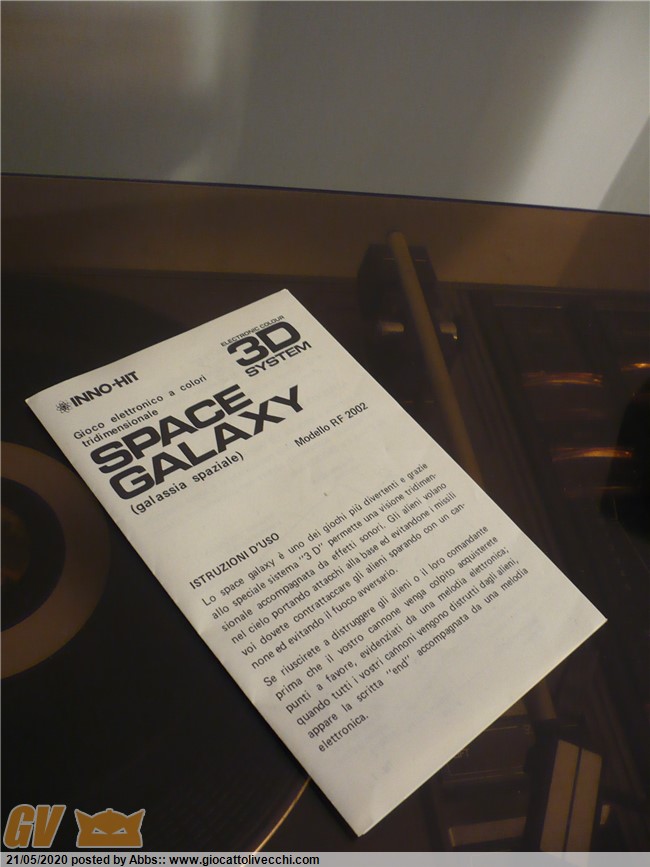 INNO-HIT
ELECTRONIC COLOUR
3D
SYSTEM
Gioco elettronico a colori
tridimensionale
SPACE
GALAXY
(galassia spaziale)
Modello RF 2002
ISTRUZIONI D'USO
Lo space galaxy è uno dei giochi più divertenti e grazie
allo speciale sistema "3 D" permette una visione tridimen-
sionale accompagnata da effetti sonori. Gli alieni volano
nel cielo portando attacchi alla base ed evitandone i missili
voi dovete contrattaccare gli alieni sparando con un can-
none ed evitando il fuoco avversario.
Se riuscirete a distruggere gli alieni o il loro comandante
prima che il vostro cannone venga colpito acquisterete
punti a favore, evidenziati da una melodia elettronica;
quando tutti i vostri cannoni vengono distrutti dagli alieni,
appare la scritta "end" accompagnata da una melodia
elettronica.
GV
21/05/2020 posted by Abbs:: www.giocattolivecchi.com